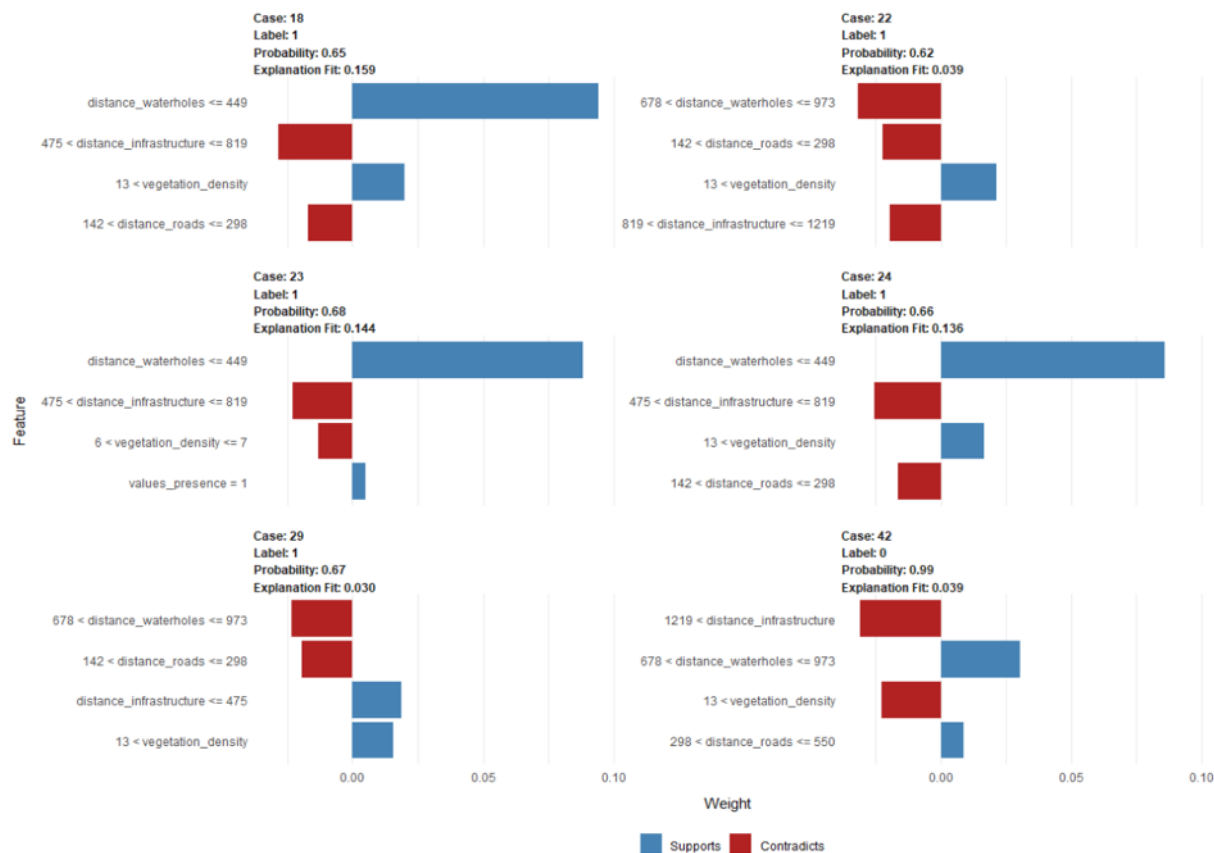 Case: 18
Label: 1
Probability: 0.65
Explanation Fit: 0.159
distance_waterholes <= 449
475 < distance_infrastructure <= 819
13 < vegetation_density
142 < distance_roads <= 298
Case: 22
Label: 1
Probability: 0.62
Explanation Fit: 0.039
678 < distance_waterholes <= 973
142 < distance_roads <= 298
13 < vegetation_density
819 < distance_infrastructure <= 1219
Case: 23
Label: 1
Probability: 0.68
Explanation Fit: 0.144
distance_waterholes <= 449
475 < distance_infrastructure <= 819
6 < vegetation_density <= 7
values_presence = 1
Case: 24
Label: 1
Probability: 0.66
Explanation Fit: 0.136
distance_waterholes <= 449
475 < distance_infrastructure <= 819
13 < vegetation_density
142 < distance_roads <= 298
Feature
Case: 29
Label: 1
Probability: 0.67
Explanation Fit: 0.030
678 < distance_waterholes <= 973
142 < distance_roads <= 298
distance_infrastructure <= 475
13 < vegetation_density
0.00 0.05 0.10
Case: 42
Label: 0
Probability: 0.99
Explanation Fit: 0.039
1219 < distance_infrastructure
678 < distance_waterholes <= 973
13 < vegetation_density
298 < distance_roads <= 550
0.00 0.05 0.10
Weight
Supports Contradicts